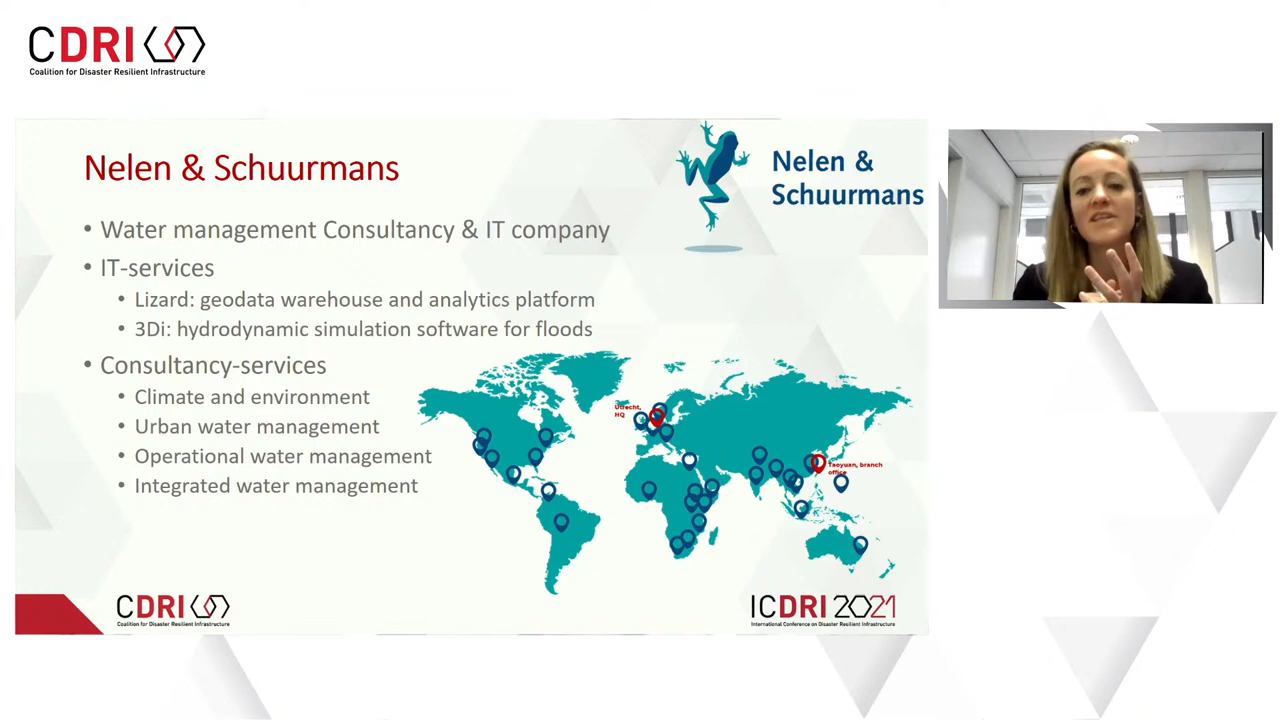 CDRI
Coalition for Disaster Resilient Infrastructure
Nelen & Schuurmans
Nelen &
Schuurmans
• Water management Consultancy & IT company
• IT-services
• Lizard: geodata warehouse and analytics platform
• 3Di: hydrodynamic simulation software for floods
• Consultancy-services
• Climate and environment
• Urban water management
• Operational water management
• Integrated water management
Utrecht,
HQ
Taoyuan, branch
office
CDRI
Coalition for Disaster Resilient Infrastructure
ICDRI 2021
International Conference on Disaster Resilient Infrastructure